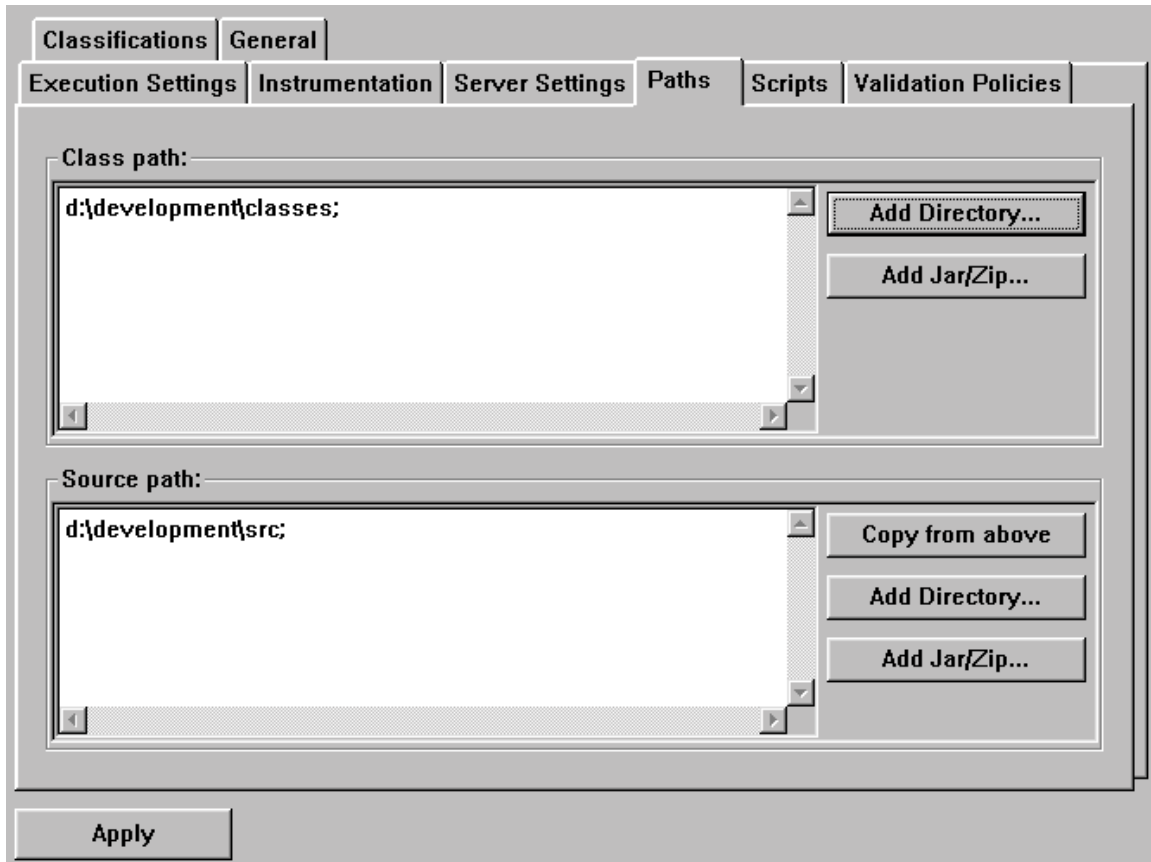 Classifications General
Execution Settings Instrumentation Server Settings Paths Scripts Validation Policies
Class path:
d:\development\classes;
Add Directory...
Add Jar/Zip...
Source path:
d:\development\src;
Copy from above
Add Directory...
Add Jar/Zip...
Apply